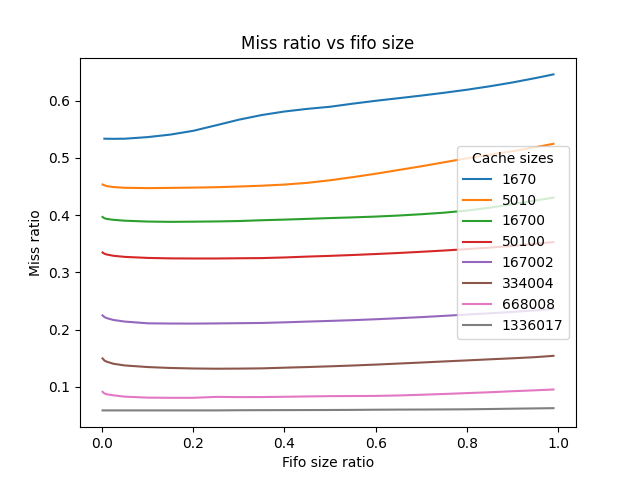 Miss ratio vs fifo size
Miss ratio
0.6
0.5
0.4
0.3
0.2
0.1
Cache sizes
1670
5010
16700
50100
167002
334004
668008
1336017
0.0 0.2 0.4 0.6 0.8 1.0
Fifo size ratio